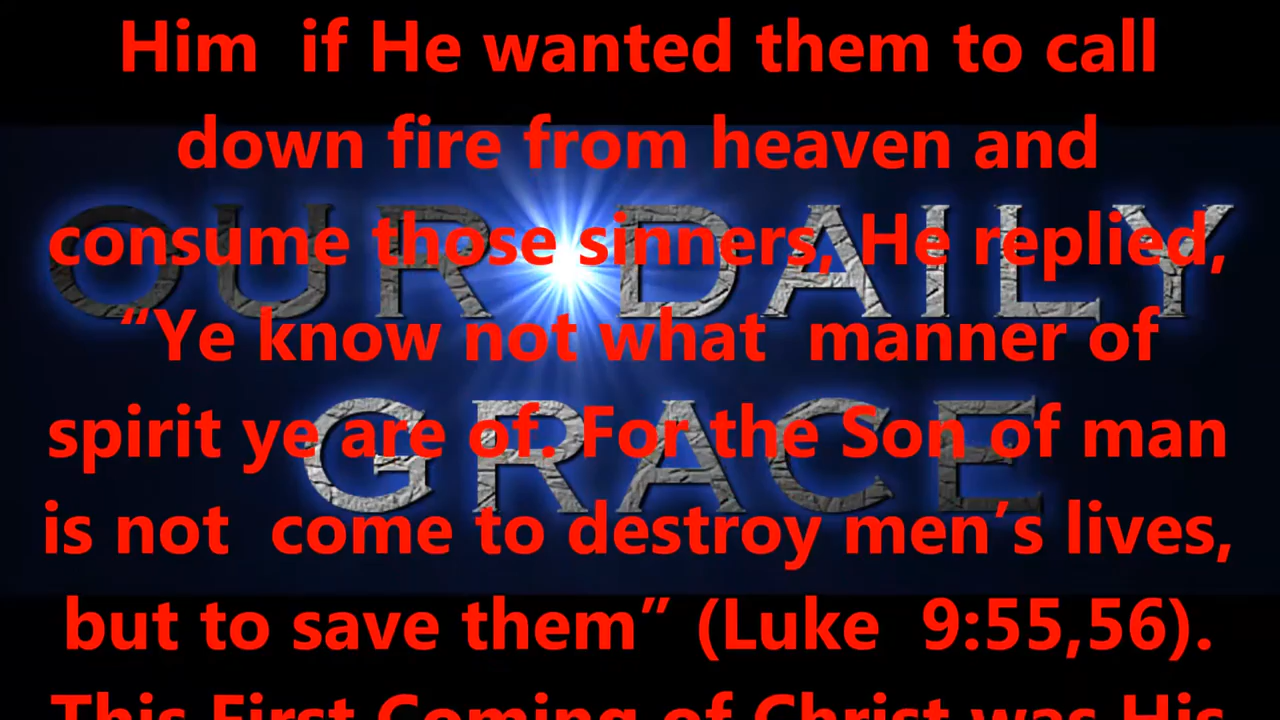 Him if He wanted them to call
down fire from heaven and
consume those sinners, He replied,
“Ye know not what manner of
spirit ye are of. For the Son of man
is not come to destroy men’s lives,
but to save them” (Luke 9:55,56).
This First Coming of Christ was His
OUR DAILY
GRACE